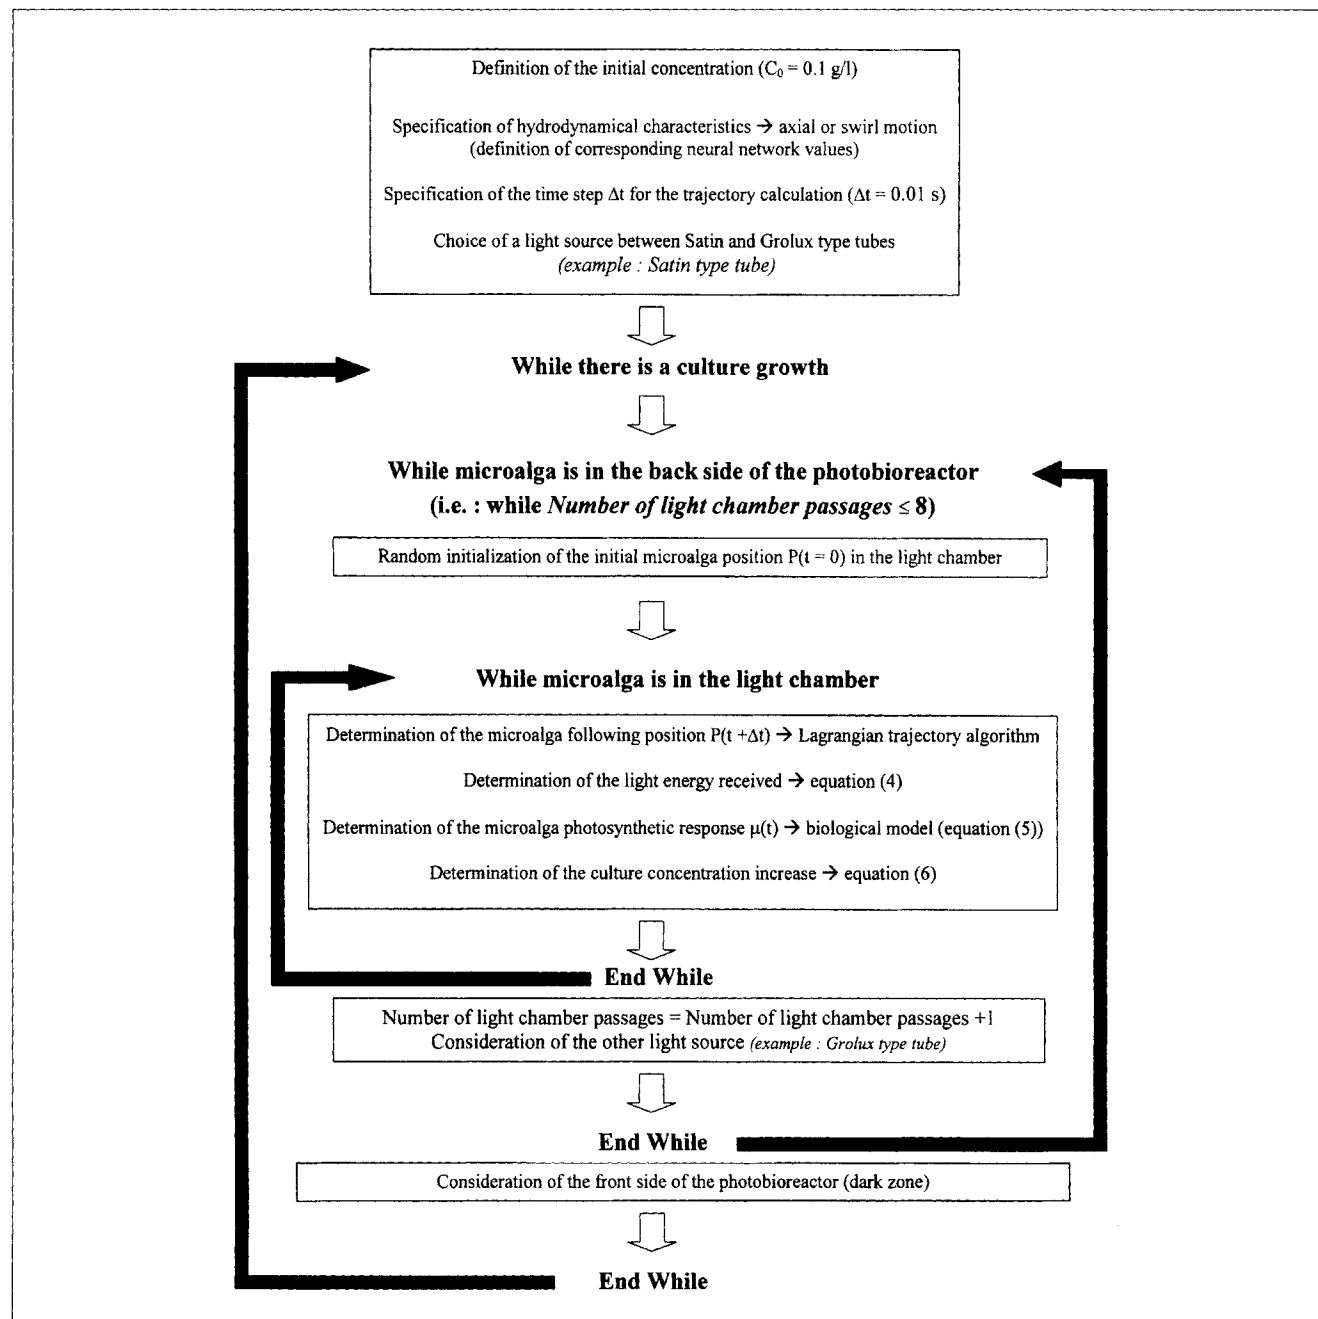 Definition of the initial concentration (C₀ = 0.1 g/l)
Specification of hydrodynamical characteristics → axial or swirl motion
(definition of corresponding neural network values)
Specification of the time step Δt for the trajectory calculation (Δt = 0.01 s)
Choice of a light source between Satin and Grolux type tubes
(example : Satin type tube)
While there is a culture growth
While microalga is in the back side of the photobioreactor
(i.e. : while Number of light chamber passages ≤ 8)
Random initialization of the initial microalga position P(t = 0) in the light chamber
While microalga is in the light chamber
Determination of the microalga following position P(t +Δt) → Lagrangian trajectory algorithm
Determination of the light energy received → equation (4)
Determination of the microalga photosynthetic response μ(t) → biological model (equation (5))
Determination of the culture concentration increase → equation (6)
End While
Number of light chamber passages = Number of light chamber passages +1
Consideration of the other light source (example : Grolux type tube)
End While
Consideration of the front side of the photobioreactor (dark zone)
End While